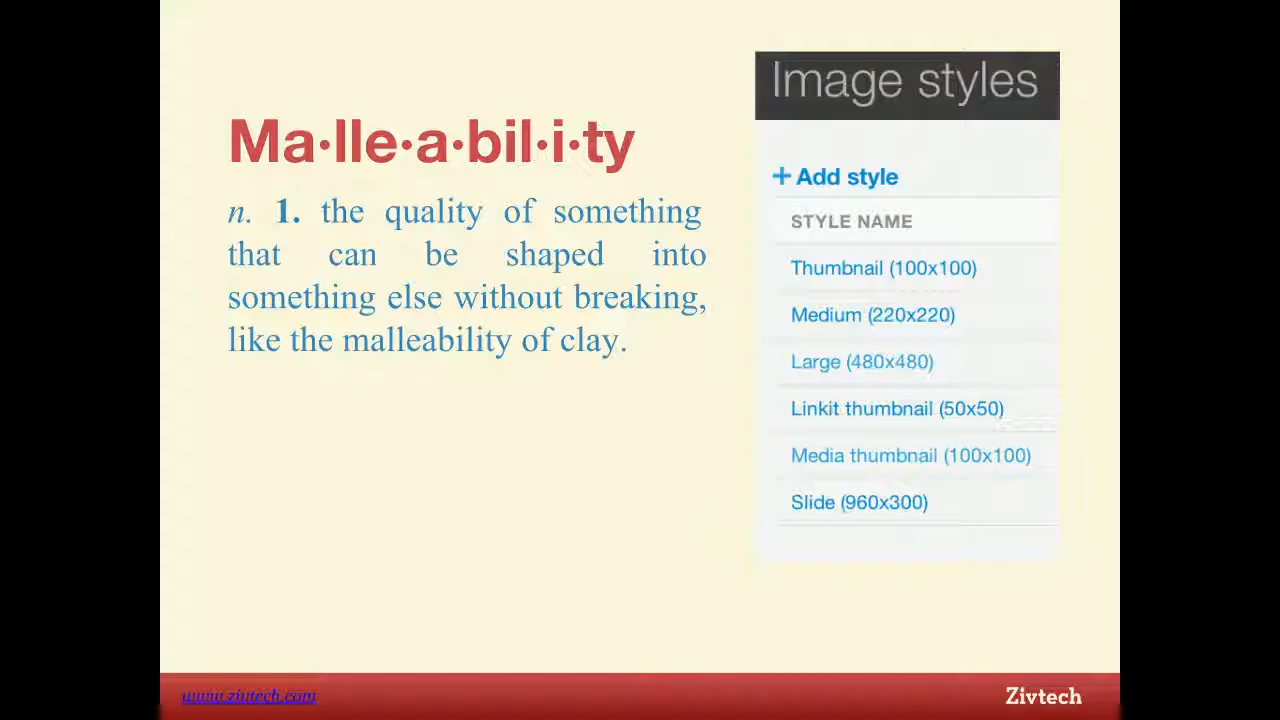 Ma·lle·a·bil·i·ty
n. 1. the quality of something
that can be shaped into
something else without breaking,
like the malleability of clay.
Image styles
+ Add style
STYLE NAME
Thumbnail (100x100)
Medium (220x220)
Large (480x480)
Linkit thumbnail (50x50)
Media thumbnail (100x100)
Slide (960x300)
www.zivtech.com
Zivtech